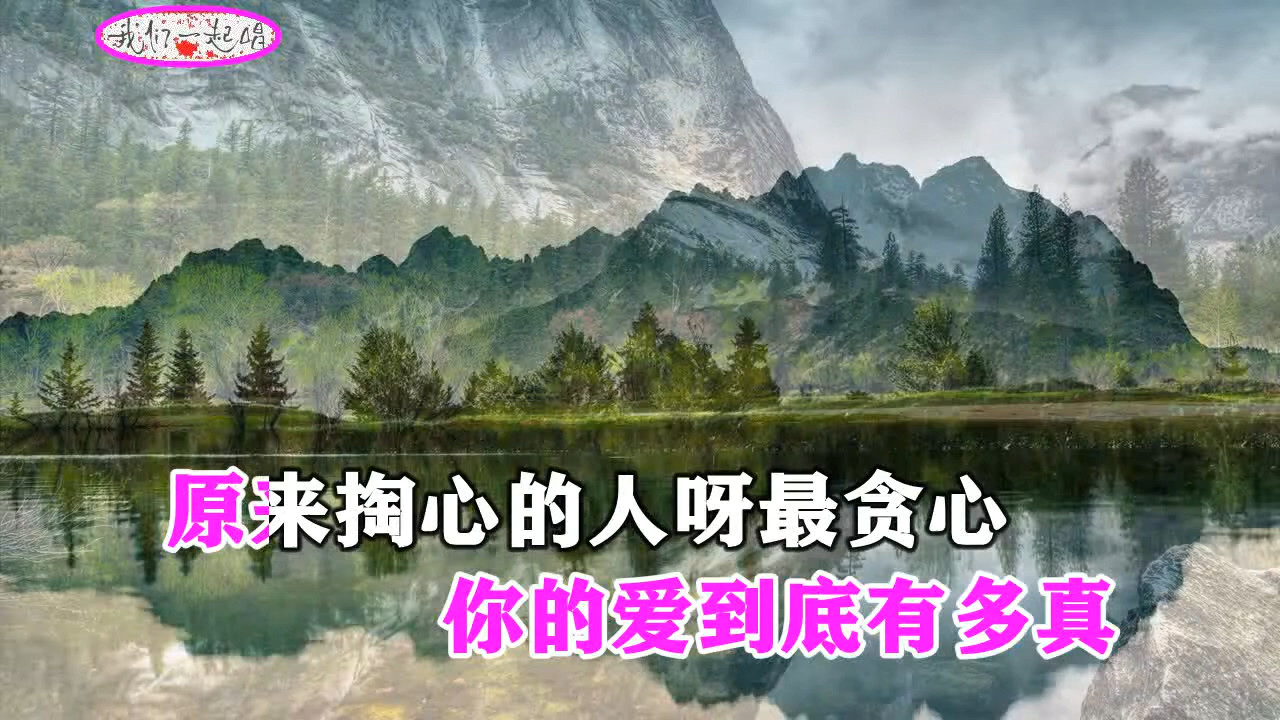 我们一起唱
原来掏心的人呀最贪心
你的爱到底有多真